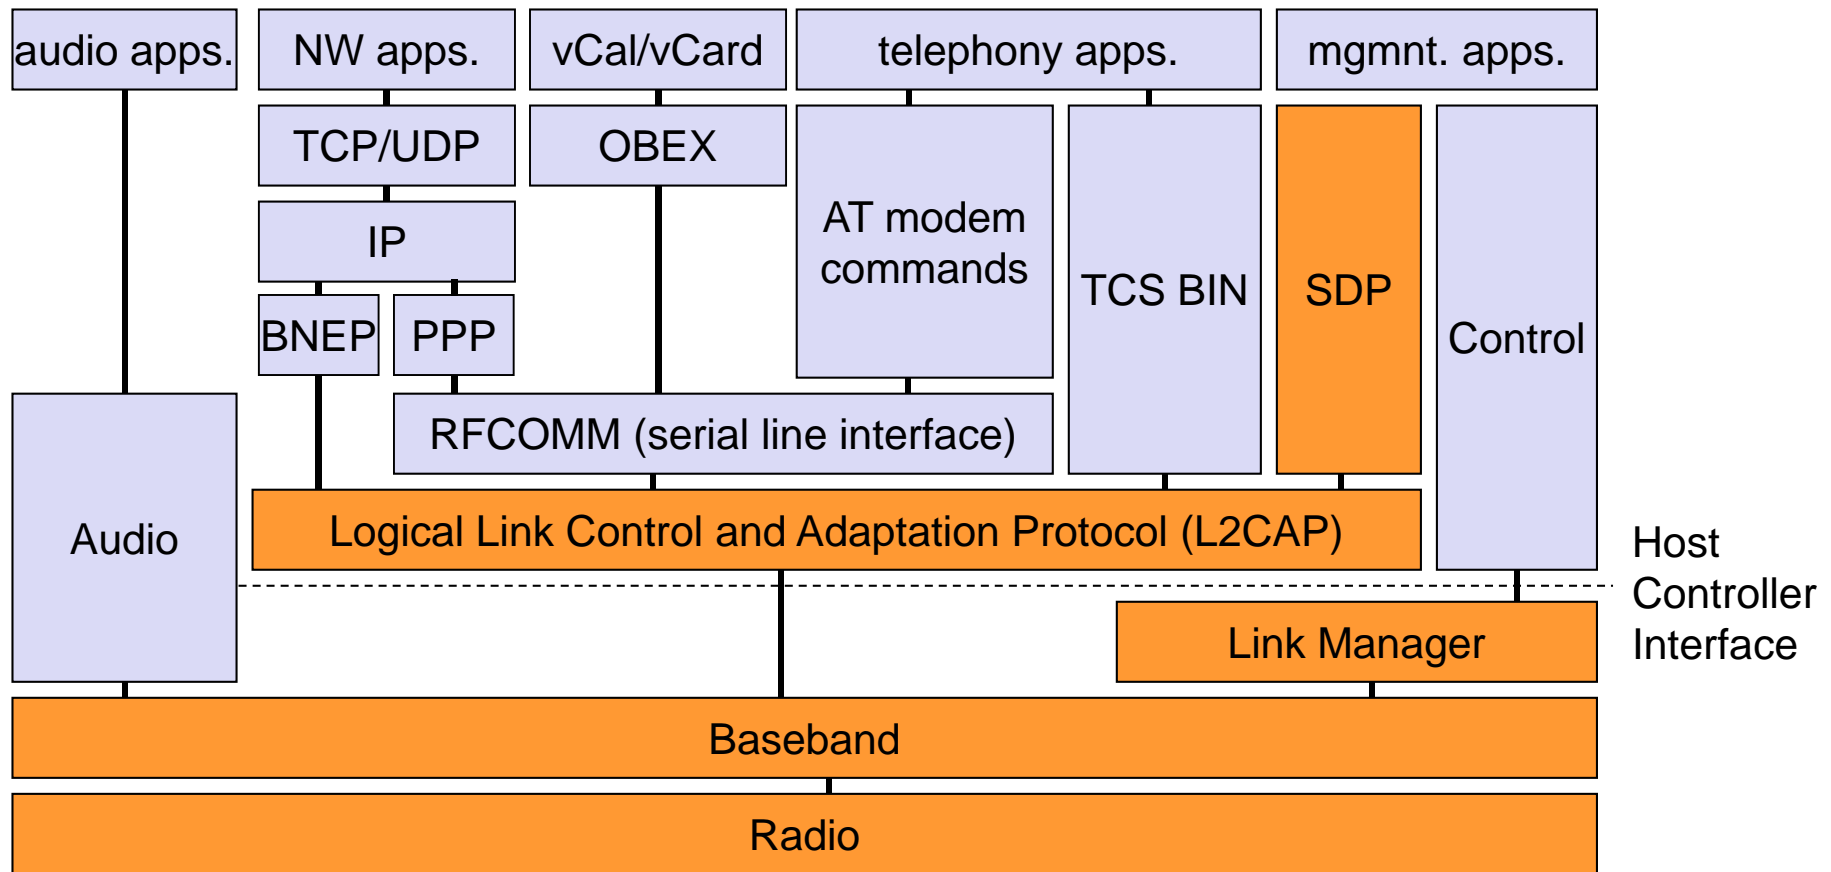 audio apps.
NW apps.
vCal/vCard
telephony apps.
mgmnt. apps.
TCP/UDP
OBEX
AT modem
commands
TCS BIN
SDP
Control
IP
BNEP
PPP
RFCOMM (serial line interface)
Audio
Logical Link Control and Adaptation Protocol (L2CAP)
Host
Controller
Interface
Link Manager
Baseband
Radio